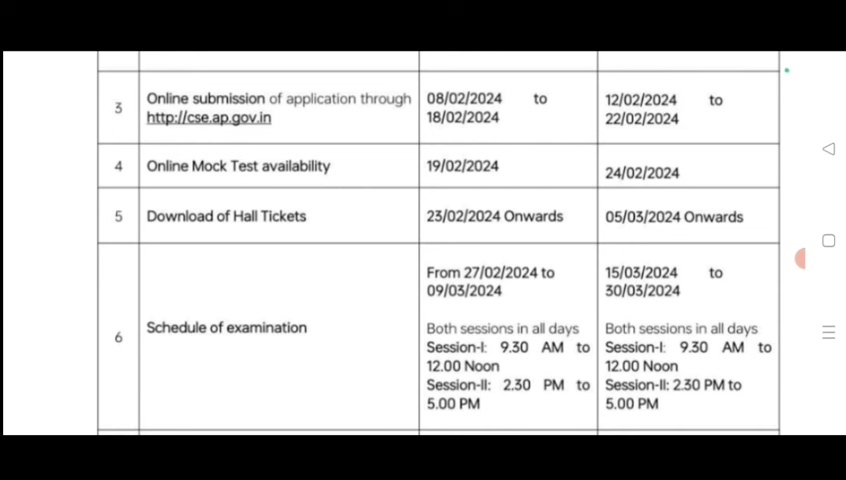 3
Online submission of application through
http://cse.ap.gov.in
08/02/2024 to
18/02/2024
12/02/2024 to
22/02/2024
4
Online Mock Test availability
19/02/2024
24/02/2024
5
Download of Hall Tickets
23/02/2024 Onwards
05/03/2024 Onwards
6
Schedule of examination
From 27/02/2024 to
09/03/2024
Both sessions in all days
Session-I: 9.30 AM to
12.00 Noon
Session-II: 2.30 PM to
5.00 PM
15/03/2024 to
30/03/2024
Both sessions in all days
Session-I: 9.30 AM to
12.00 Noon
Session-II: 2.30 PM to
5.00 PM